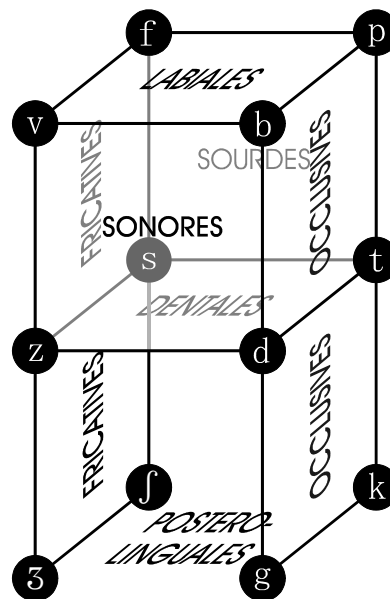 f p
LABIALES
v b
FRICATIVES SOURDES OCCLUSIVES
SONORES
s t
DENTALES
z d
FRICATIVES OCCLUSIVES
ʃ k
POSTERO-
LINGUALES
ʒ g